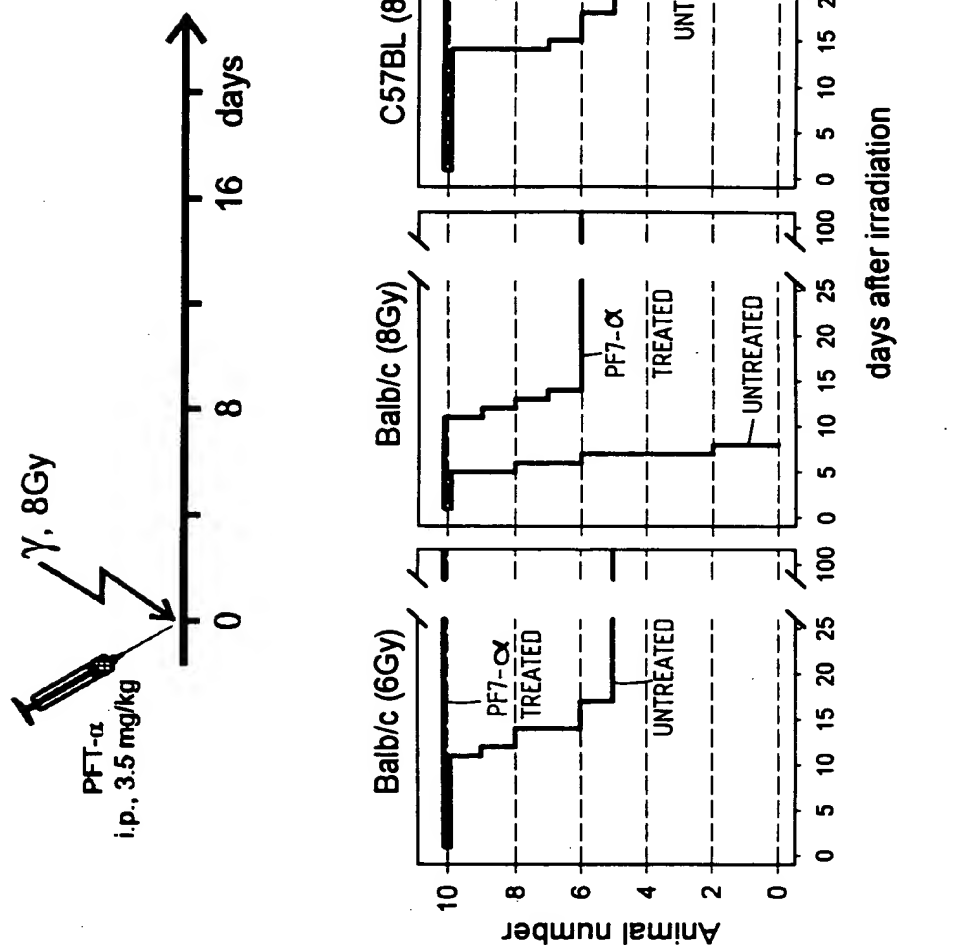 γ, 8Gy
PFT-α
i.p., 3.5 mg/kg
0 8 16 days
Balb/c (6Gy)
Balb/c (8Gy)
C57BL (8
Animal number
10
8
6
4
2
0
PF7-α
TREATED
UNTREATED
PF7-α
TREATED
UNTREATED
UNT
0 5 10 15 20 25 100
0 5 10 15 20 25 100
0 5 10 15 2
days after irradiation